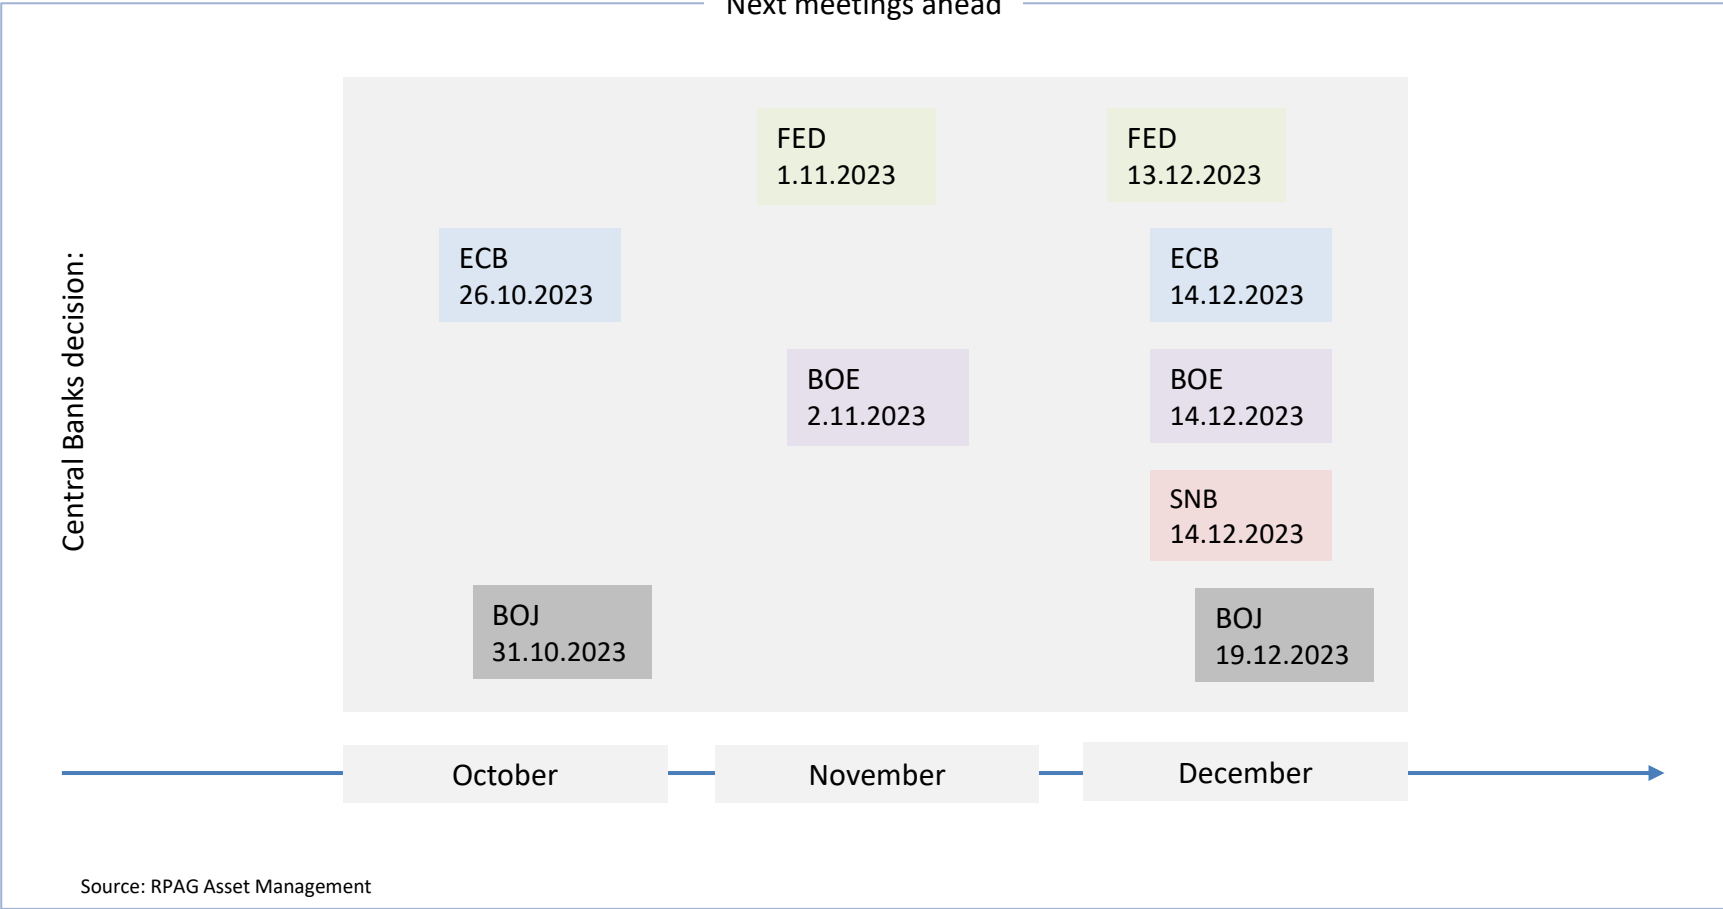 Next meetings ahead
Central Banks decision:
FED
1.11.2023
FED
13.12.2023
ECB
26.10.2023
ECB
14.12.2023
BOE
2.11.2023
BOE
14.12.2023
SNB
14.12.2023
BOJ
31.10.2023
BOJ
19.12.2023
October
November
December
Source: RPAG Asset Management